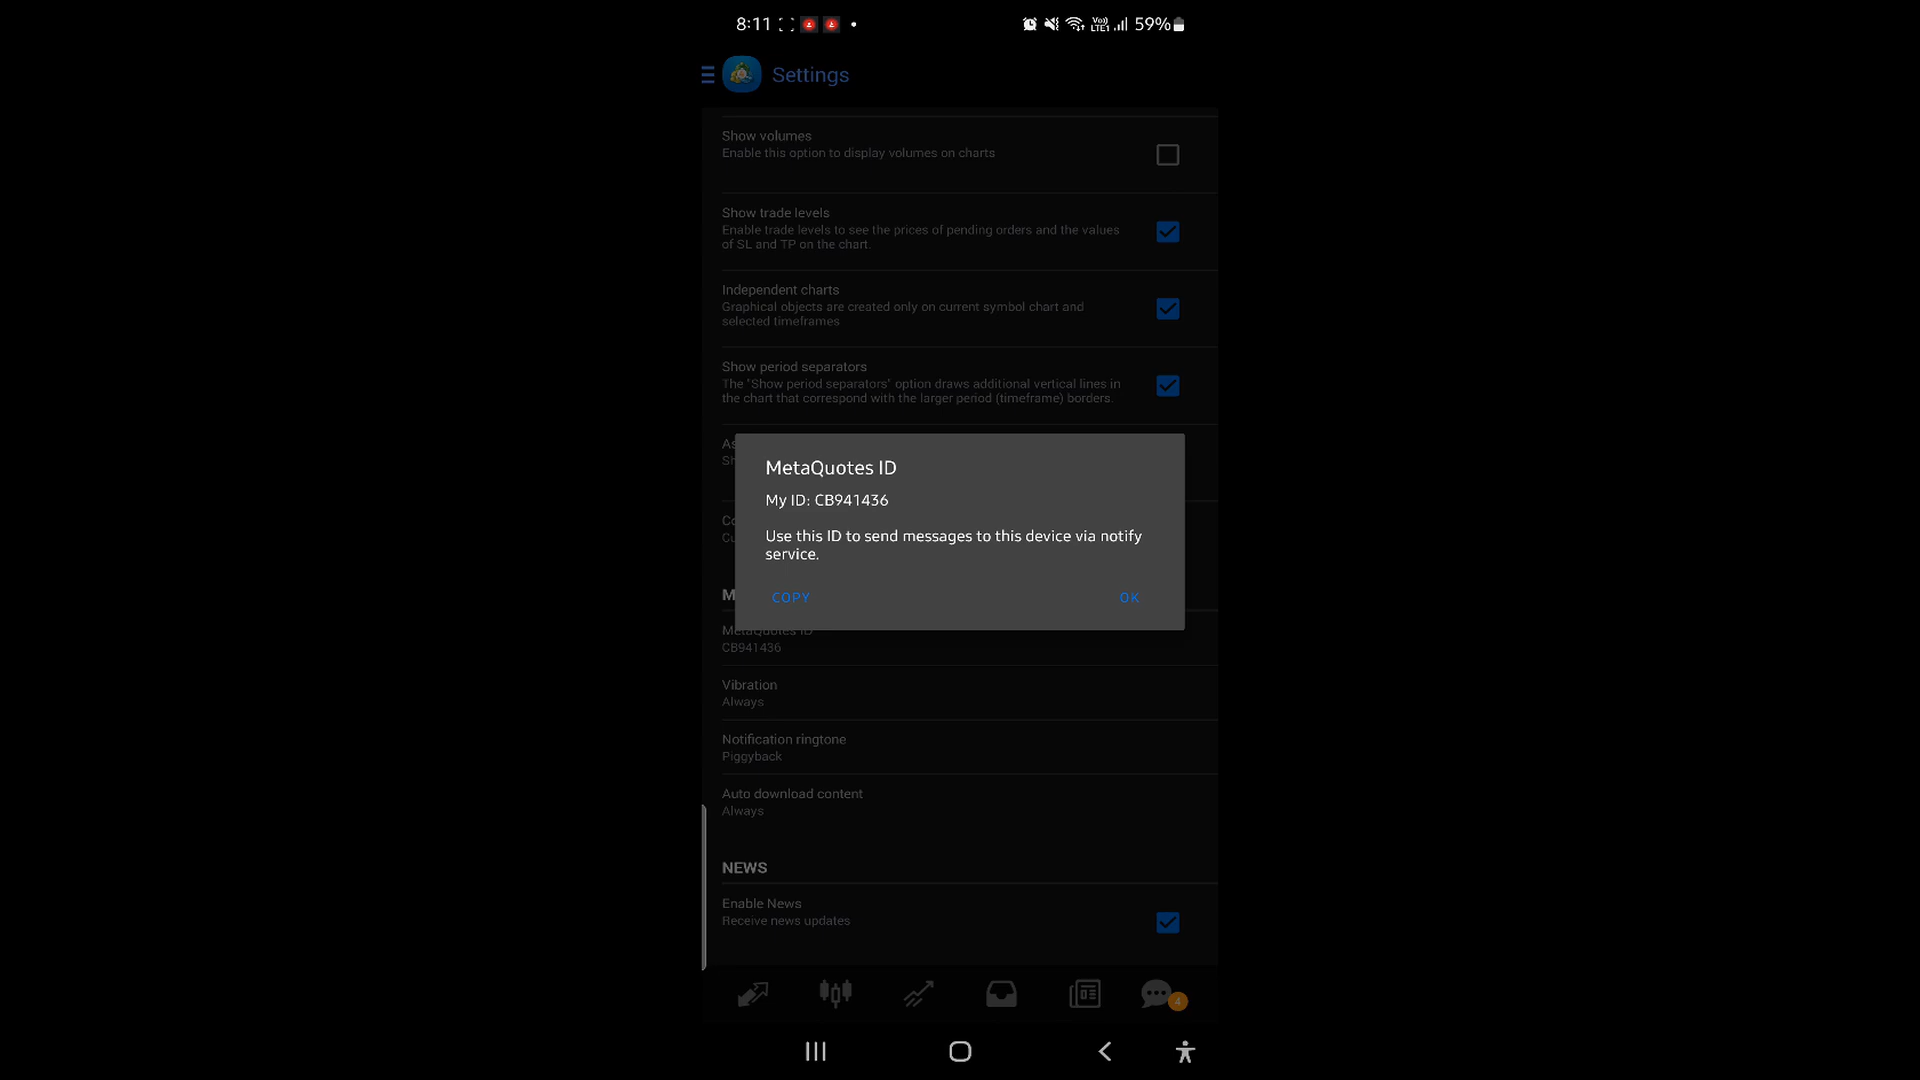 8:11
Vo) LTE1 59%
Settings
Show volumes
Enable this option to display volumes on charts
Show trade levels
Enable trade levels to see the prices of pending orders and the values
of SL and TP on the chart.
Independent charts
Graphical objects are created only on current symbol chart and
selected timeframes
Show period separators
The "Show period separators" option draws additional vertical lines in
the chart that correspond with the larger period (timeframe) borders.
MetaQuotes ID
My ID: CB941436
Use this ID to send messages to this device via notify
service.
COPY
OK
MetaQuotes ID
CB941436
Vibration
Always
Notification ringtone
Piggyback
Auto download content
Always
NEWS
Enable News
Receive news updates
4